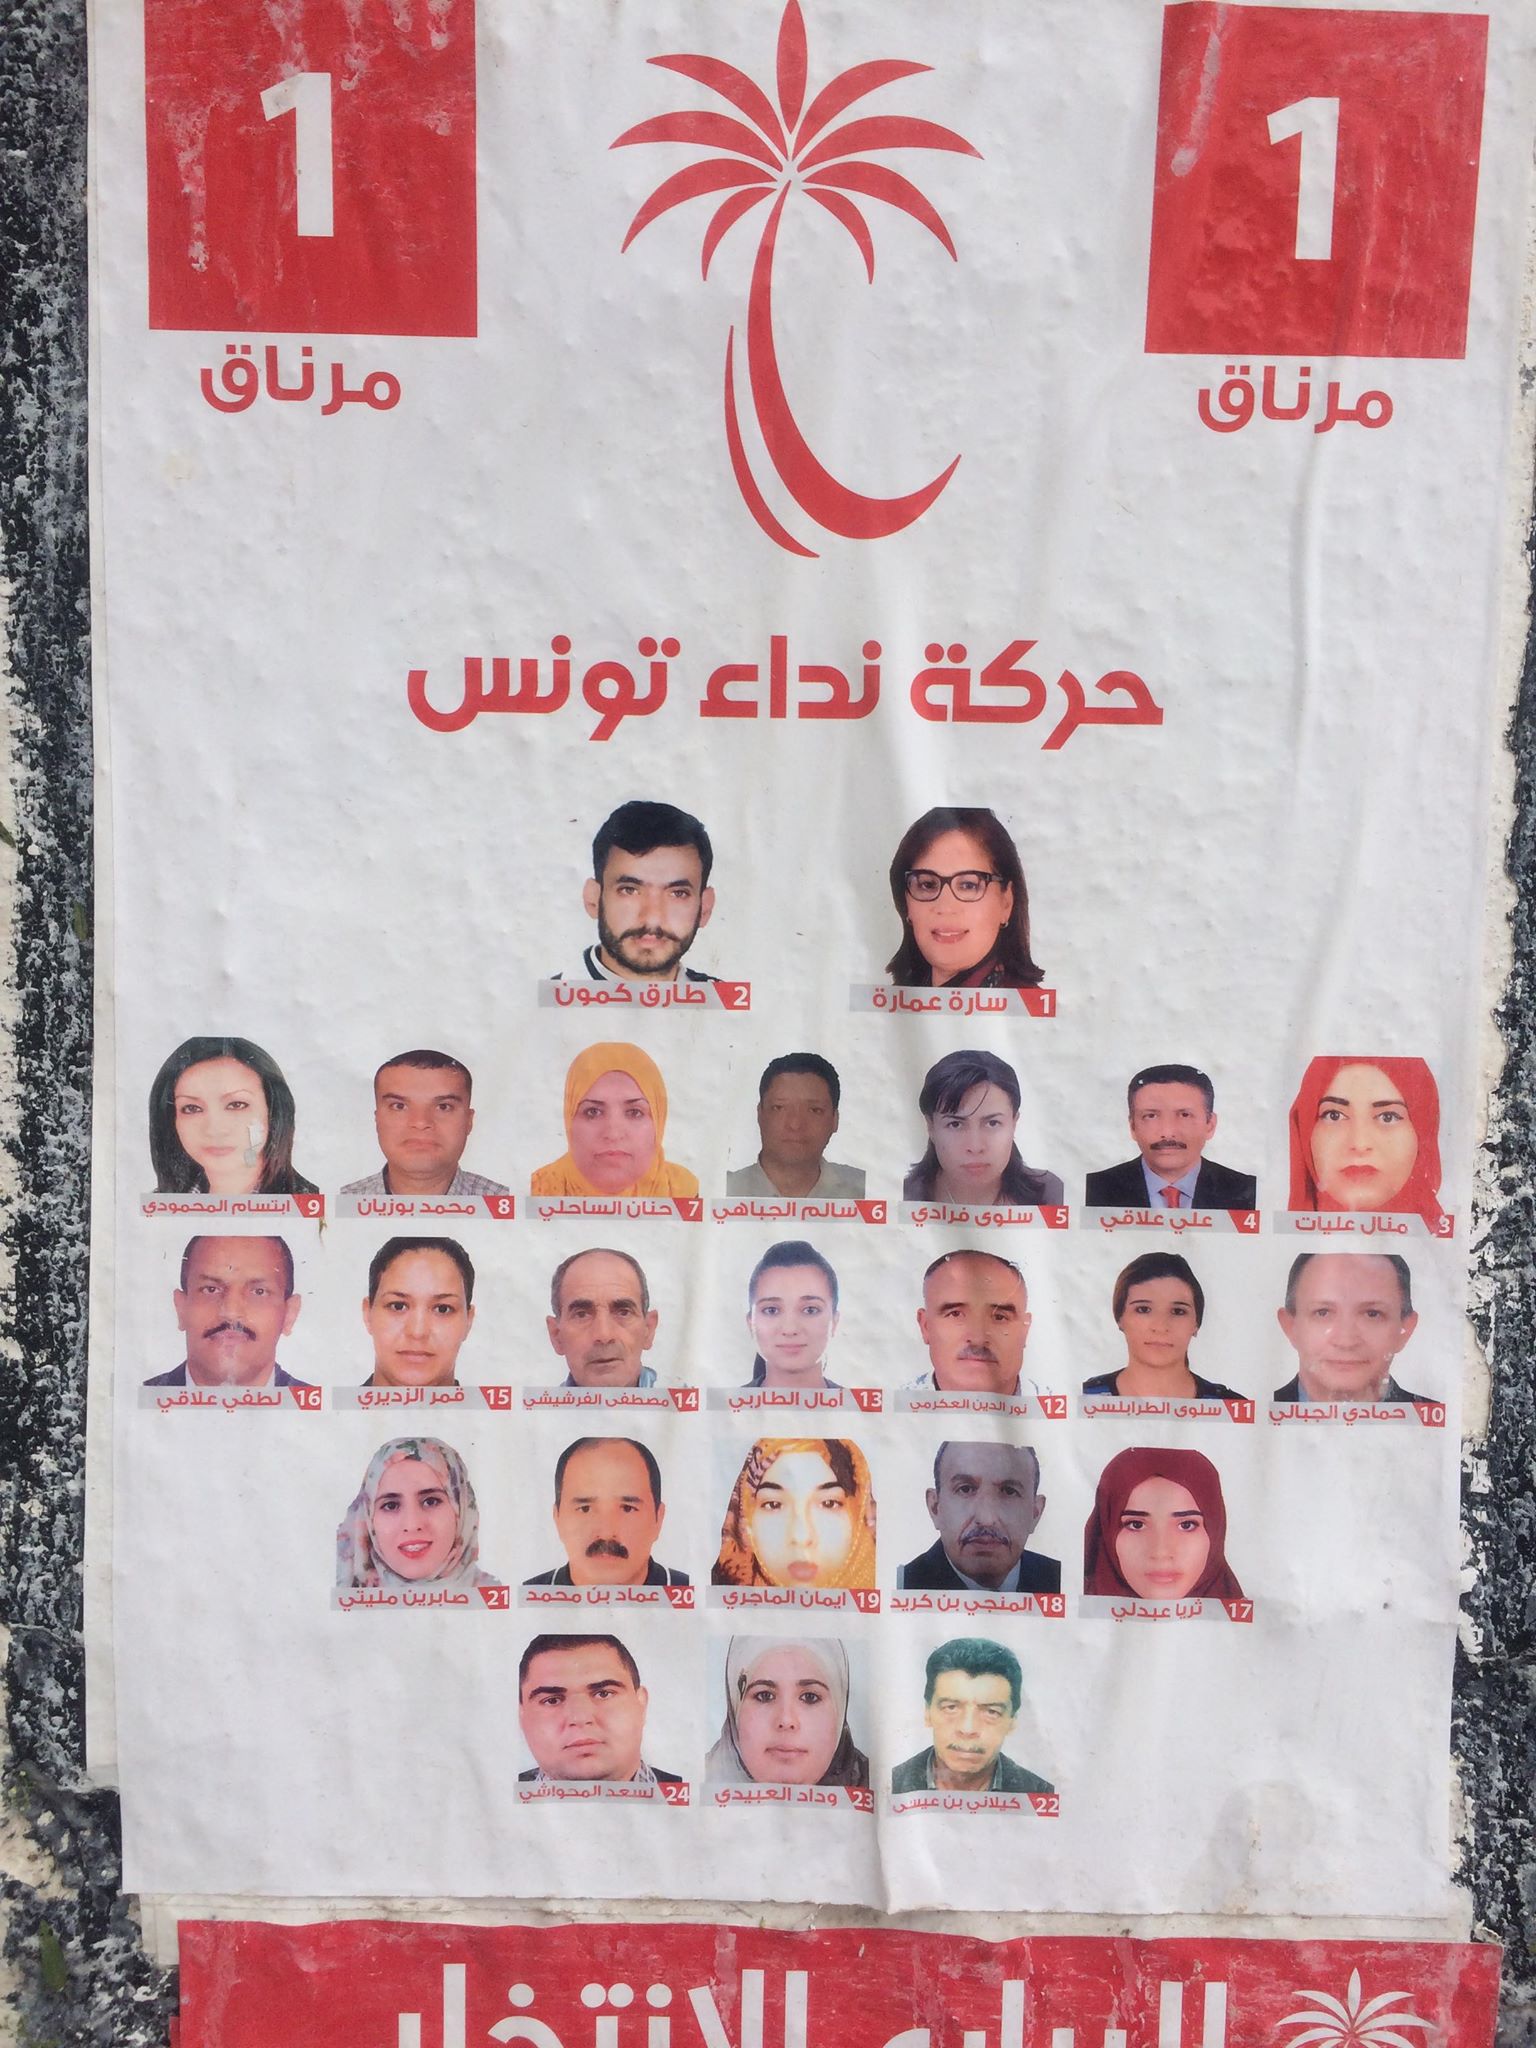 1
1
مرناق
مرناق
حركة نداء تونس
1 سارة عمارة
2 طارق كمون
3 منال عليات
4 علي علاقي
5 سلوى فرادي
6 سالم الجباهي
7 حنان الساحلي
8 محمد بوزيان
9 ابتسام المحمودي
10 حمادي الجبالي
11 سلوى الطرابلسي
12 نور الدين العكرمي
13 أمال الطاربي
14 مصطفى الفرشيشي
15 قمر الزديري
16 لطفي علاقي
17 ثريا عبدلي
18 المنجي بن كريد
19 ايمان الماجري
20 عماد بن محمد
21 صابرين مليتي
22 كيلاني بن عيسى
23 وداد العبيدي
24 لسعد المحواشي